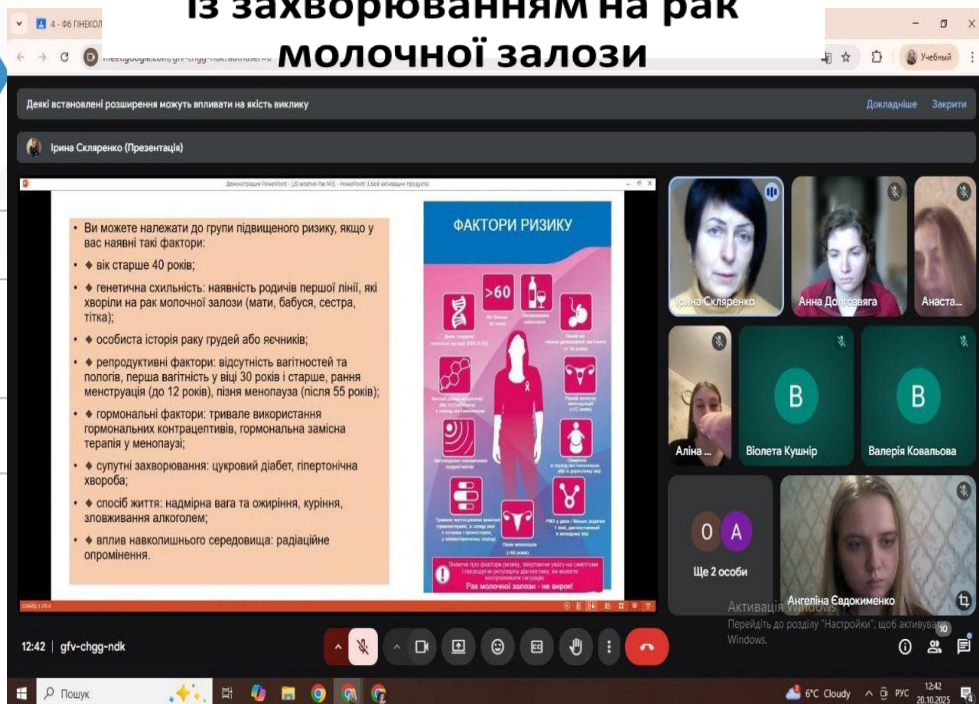 із захворюванням на рак
молочної залози
4 - Ф6 ГІНЕКОЛ
Учебный
Деякі встановлені розширення можуть впливати на якість виклику
Докладніше Закрити
Ірина Скляренко (Презентація)
• Ви можете належати до групи підвищеного ризику, якщо у
вас наявні такі фактори:
• ◆ вік старше 40 років;
• ◆ генетична схильність: наявність родичів першої лінії, які
хворіли на рак молочної залози (мати, бабуся, сестра,
тітка);
• ◆ особиста історія раку грудей або яєчників;
• ◆ репродуктивні фактори: відсутність вагітностей та
пологів, перша вагітність у віці 30 років і старше, рання
менструація (до 12 років), пізня менопауза (після 55 років);
• ◆ гормональні фактори: тривале використання
гормональних контрацептивів, гормональна замісна
терапія у менопаузі;
• ◆ супутні захворювання: цукровий діабет, гіпертонічна
хвороба;
• ◆ спосіб життя: надмірна вага та ожиріння, куріння,
зловживання алкоголем;
• ◆ вплив навколишнього середовища: радіаційне
опромінення.
ФАКТОРИ РИЗИКУ
>60
Пізня менопауза
Рак молочної залози - не вирок!
Ірина Скляренко
Анна Долгозвяга
Анаста...
Аліна ...
В
Віолета Кушнір
В
Валерія Ковальова
О А
Ще 2 особи
Ангеліна Євдокименко
Активація Windows
Перейдіть до розділу "Настройки", щоб активувати
Windows.
12:42 | gfv-chgg-ndk
10
Пошук
6°C Cloudy
РУС
12:42
20.10.2025